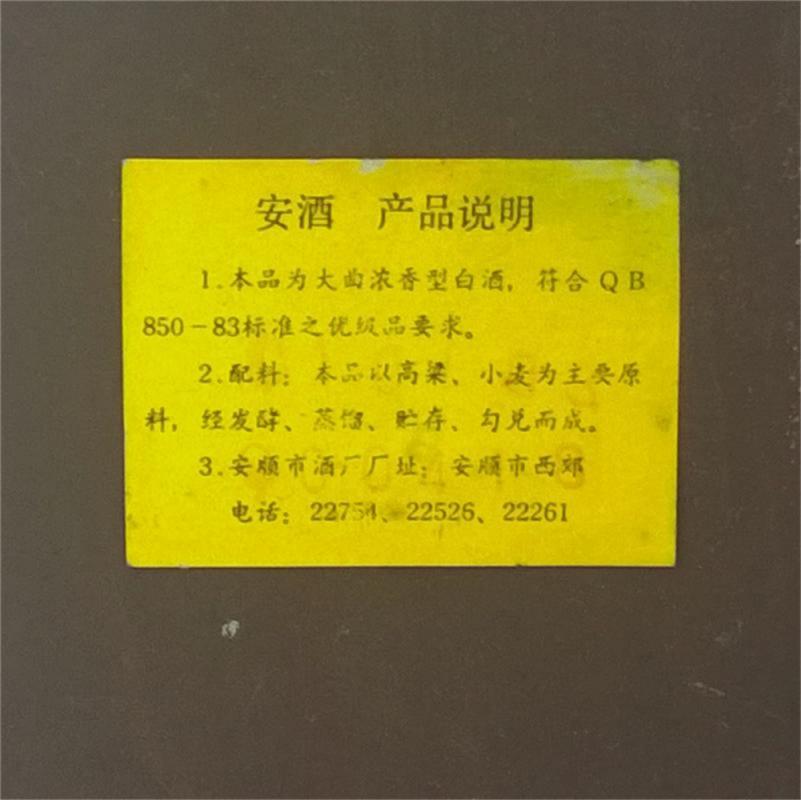 安酒 产品说明
1.本品为大曲浓香型白酒，符合QB
850-83标准之优级品要求。
2.配料：本品以高梁、小麦为主要原
料，经发酵、蒸馏、贮存、勾兑而成。
3.安顺市酒厂厂址：安顺市西郊
电话：22754、22526、22261